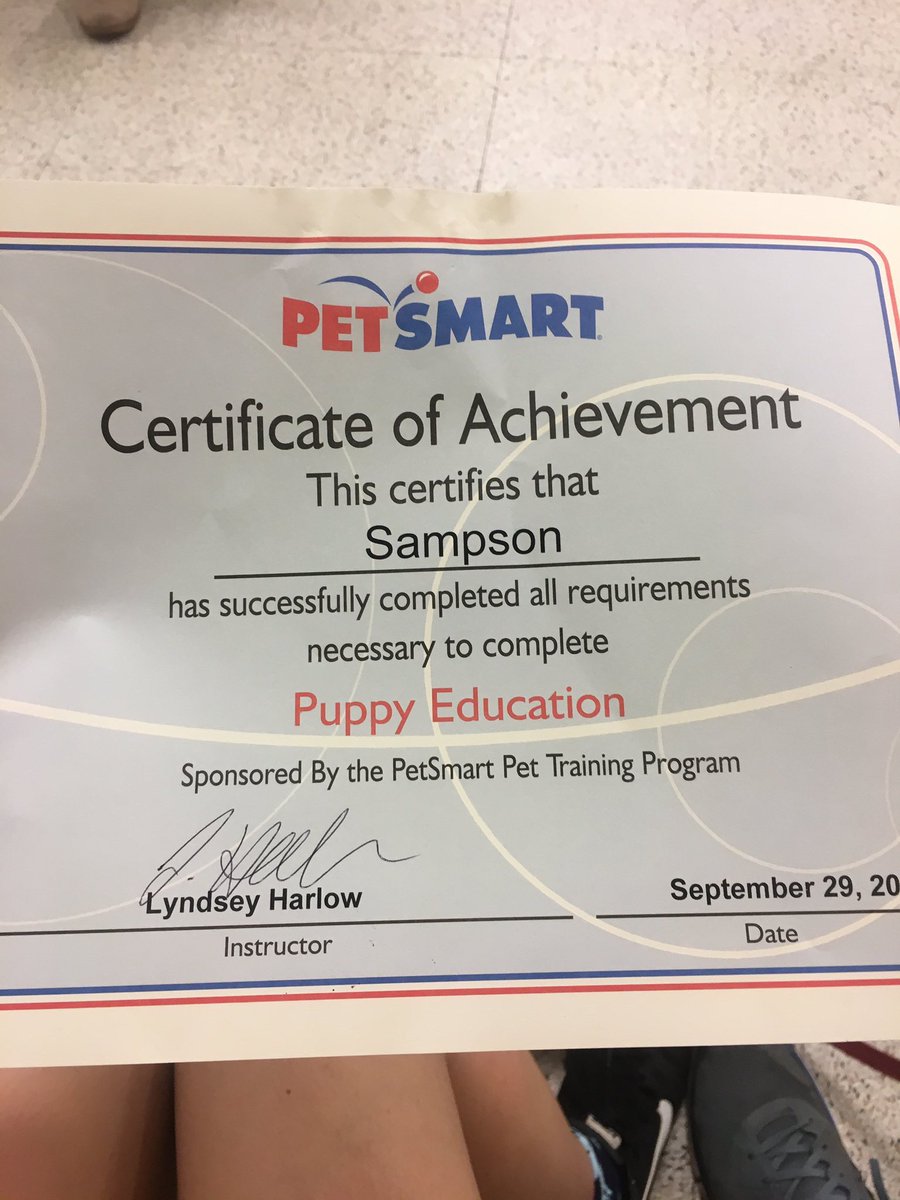 PETSMART
Certificate of Achievement
This certifies that
Sampson
has successfully completed all requirements
necessary to complete
Puppy Education
Sponsored By the PetSmart Pet Training Program
Lyndsey Harlow
September 29, 20
Instructor
Date